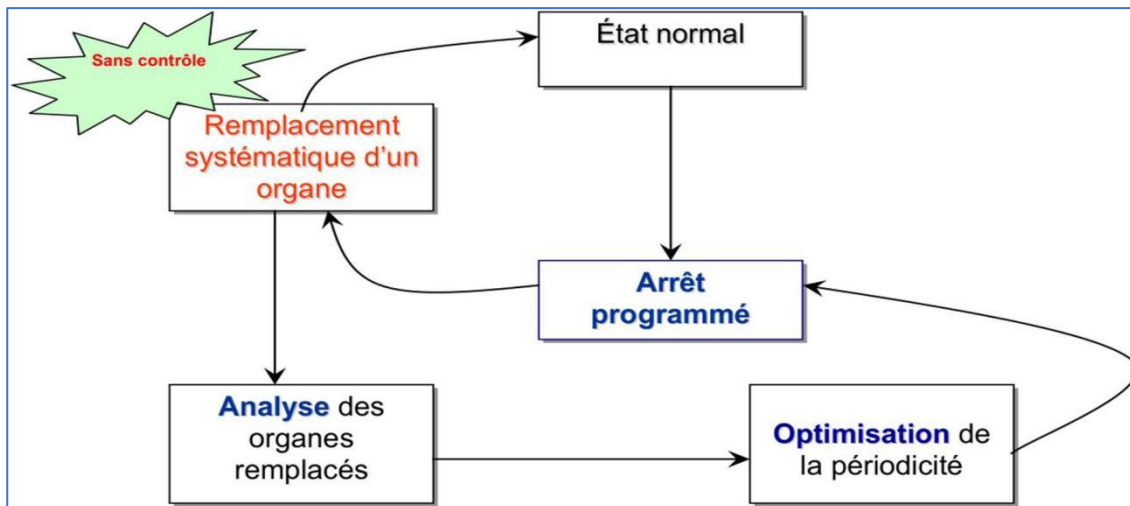 Sans contrôle
État normal
Remplacement
systématique d'un
organe
Arrêt
programmé
Analyse des
organes
remplacés
Optimisation de
la périodicité